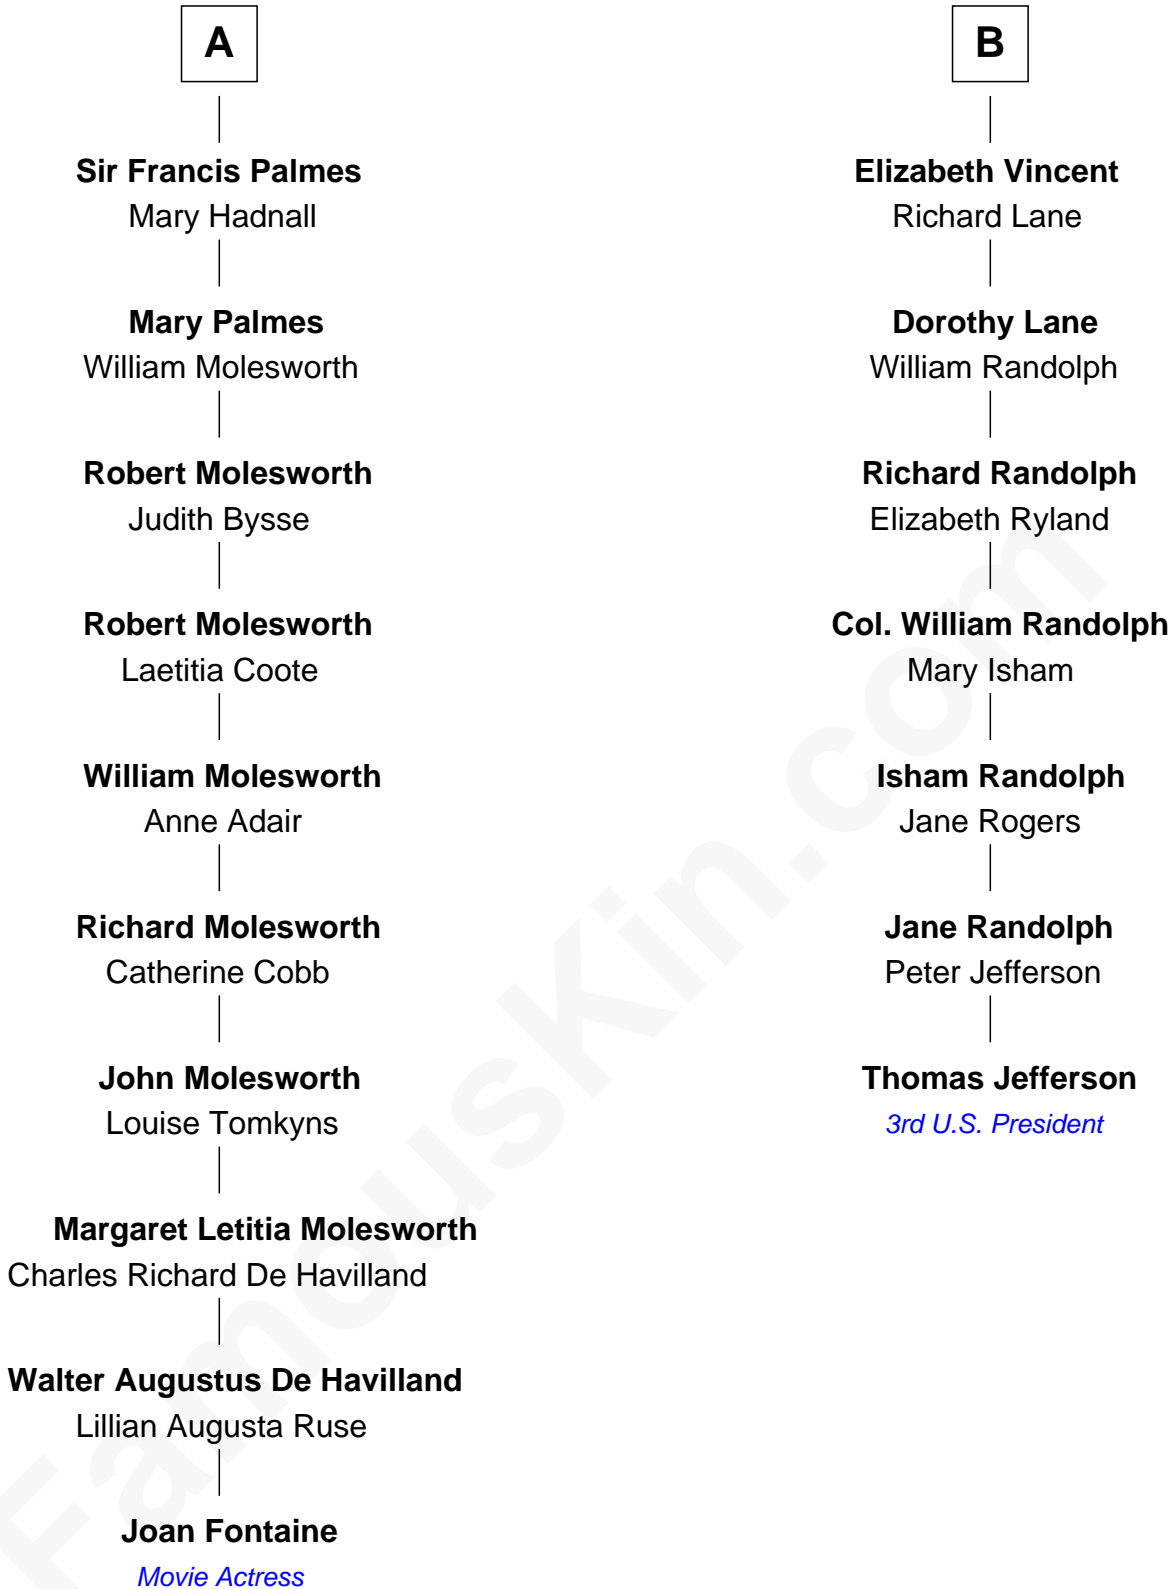 A
Sir Francis Palmes
Mary Hadnall
Mary Palmes
William Molesworth
Robert Molesworth
Judith Bysse
Robert Molesworth
Laetitia Coote
William Molesworth
Anne Adair
Richard Molesworth
Catherine Cobb
John Molesworth
Louise Tomkyns
Margaret Letitia Molesworth
Charles Richard De Havilland
Walter Augustus De Havilland
Lillian Augusta Ruse
Joan Fontaine
Movie Actress
B
Elizabeth Vincent
Richard Lane
Dorothy Lane
William Randolph
Richard Randolph
Elizabeth Ryland
Col. William Randolph
Mary Isham
Isham Randolph
Jane Rogers
Jane Randolph
Peter Jefferson
Thomas Jefferson
3rd U.S. President
FamousKin.com